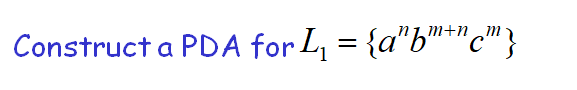 Construct a PDA for L₁ = {aⁿbᵐ⁺ⁿcᵐ}